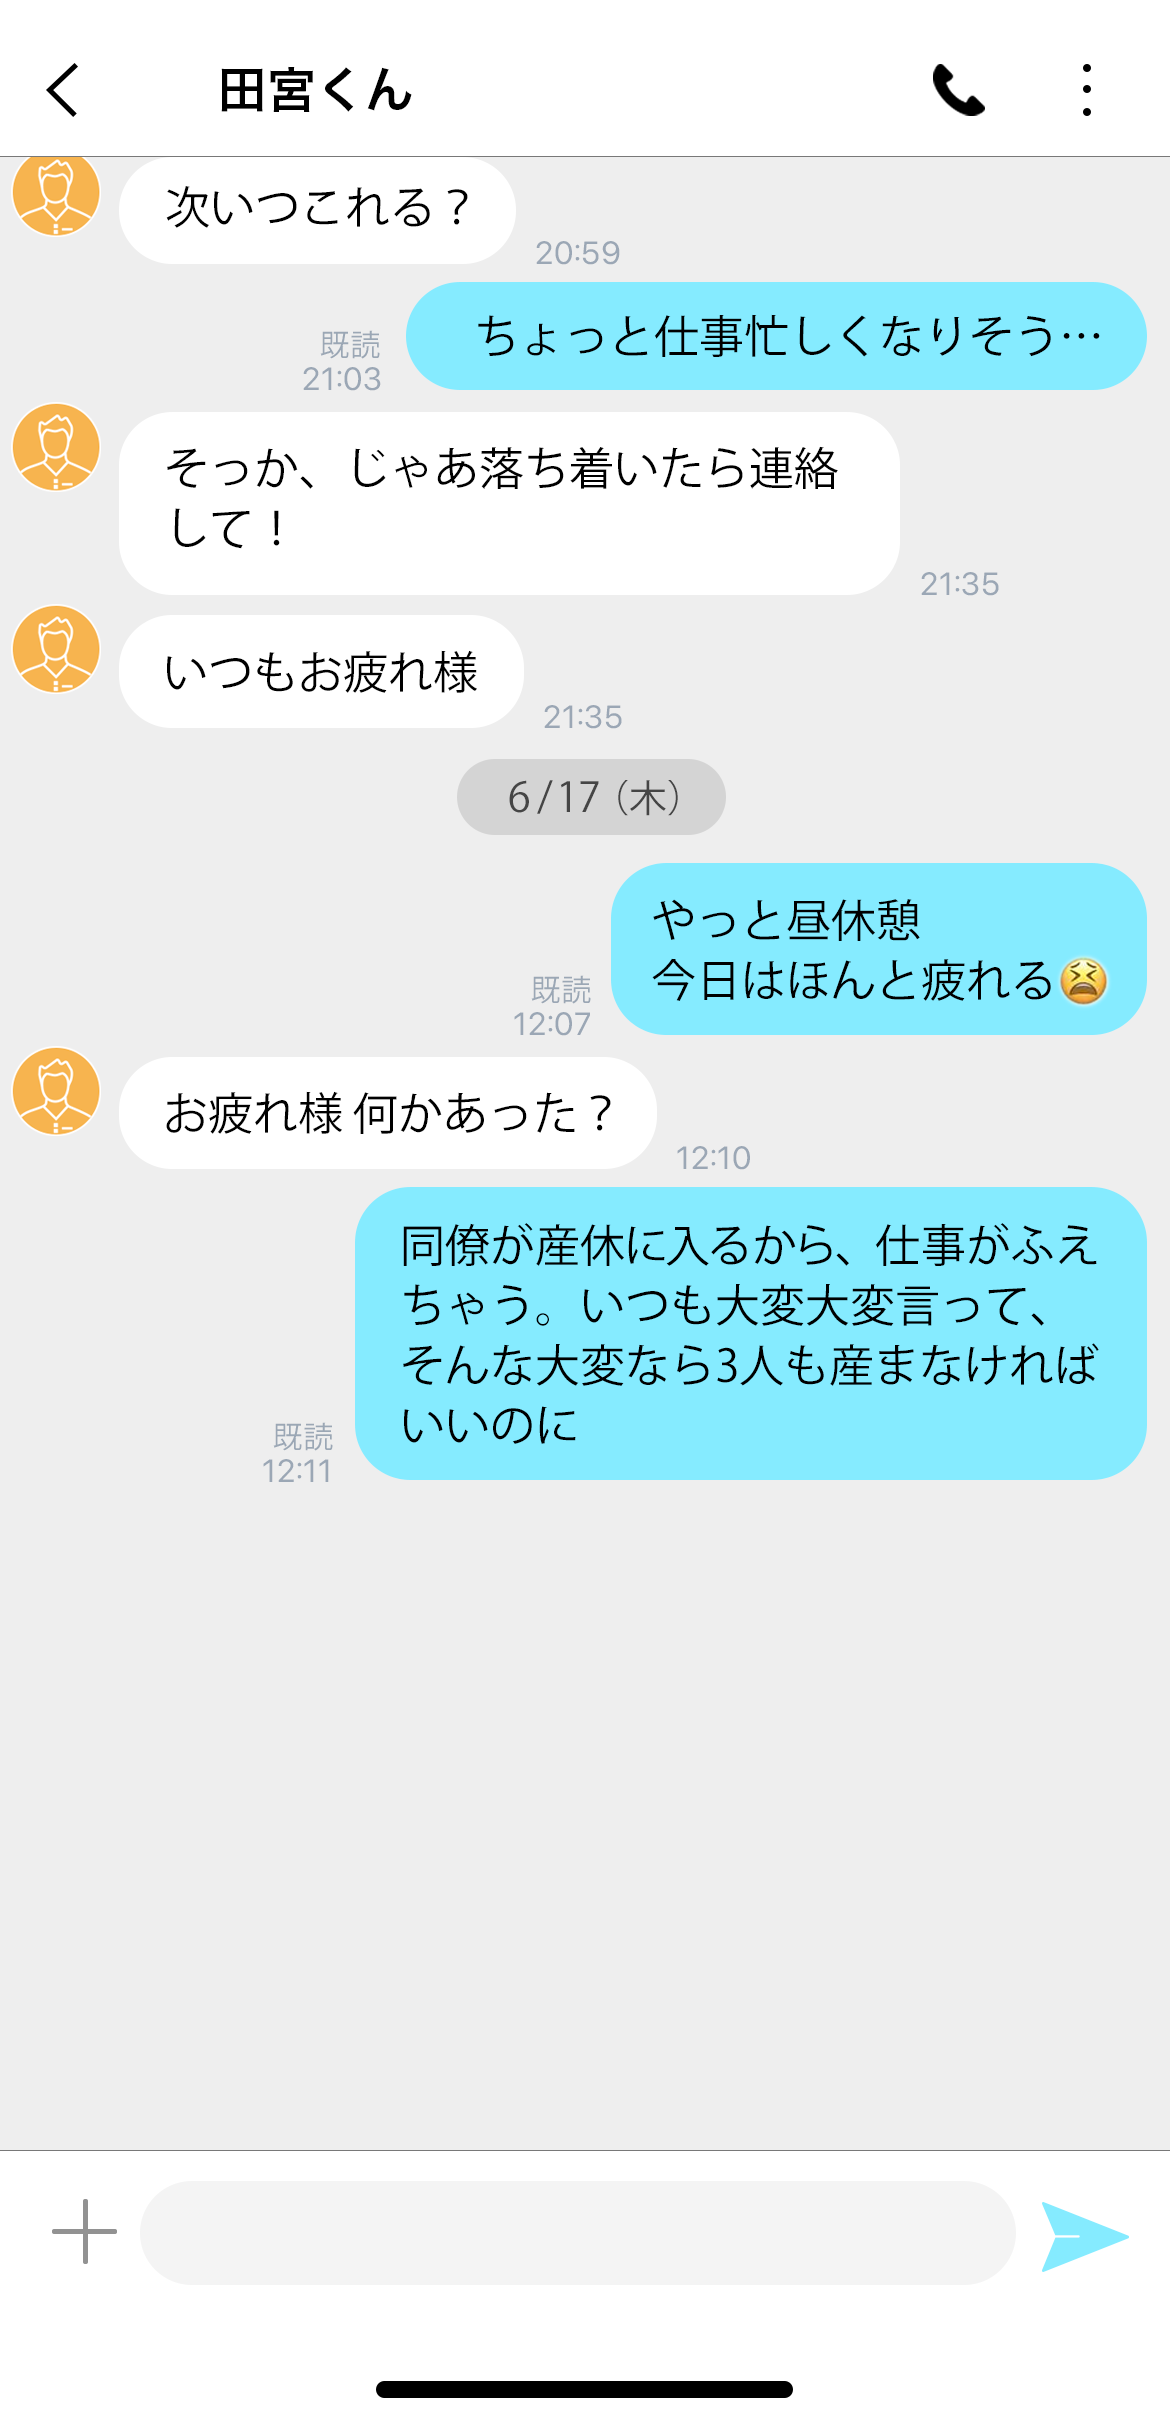 田宮くん
次いつこれる？
20:59
ちょっと仕事忙しくなりそう…
既読
21:03
そっか、じゃあ落ち着いたら連絡
して！
21:35
いつもお疲れ様
21:35
6/17（木）
やっと昼休憩
今日はほんと疲れる😫
既読
12:07
お疲れ様 何かあった？
12:10
同僚が産休に入るから、仕事がふえ
ちゃう。いつも大変大変言って、
そんな大変なら3人も産まなければ
いいのに
既読
12:11